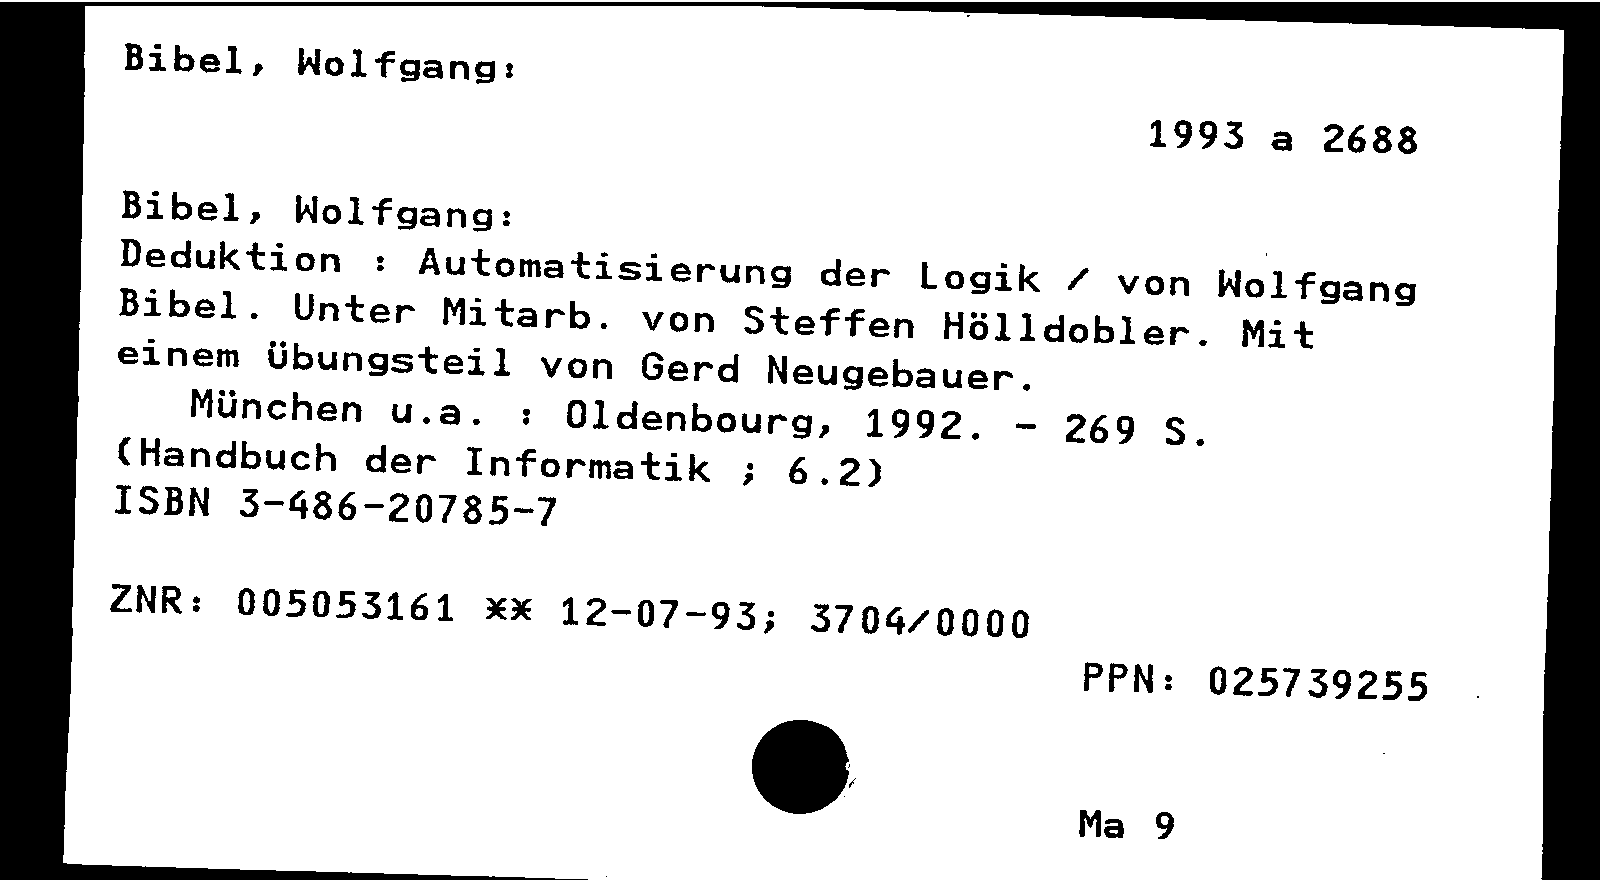 Bibel, Wolfgang:
1993 a 2688
Bibel, Wolfgang:
Deduktion : Automatisierung der Logik / von Wolfgang
Bibel. Unter Mitarb. von Steffen Hölldobler. Mit
einem Übungsteil von Gerd Neugebauer.
München u.a. : Oldenbourg, 1992. - 269 S.
(Handbuch der Informatik ; 6.2)
ISBN 3-486-20785-7
ZNR: 005053161 ** 12-07-93; 3704/0000
PPN: 025739255
Ma 9